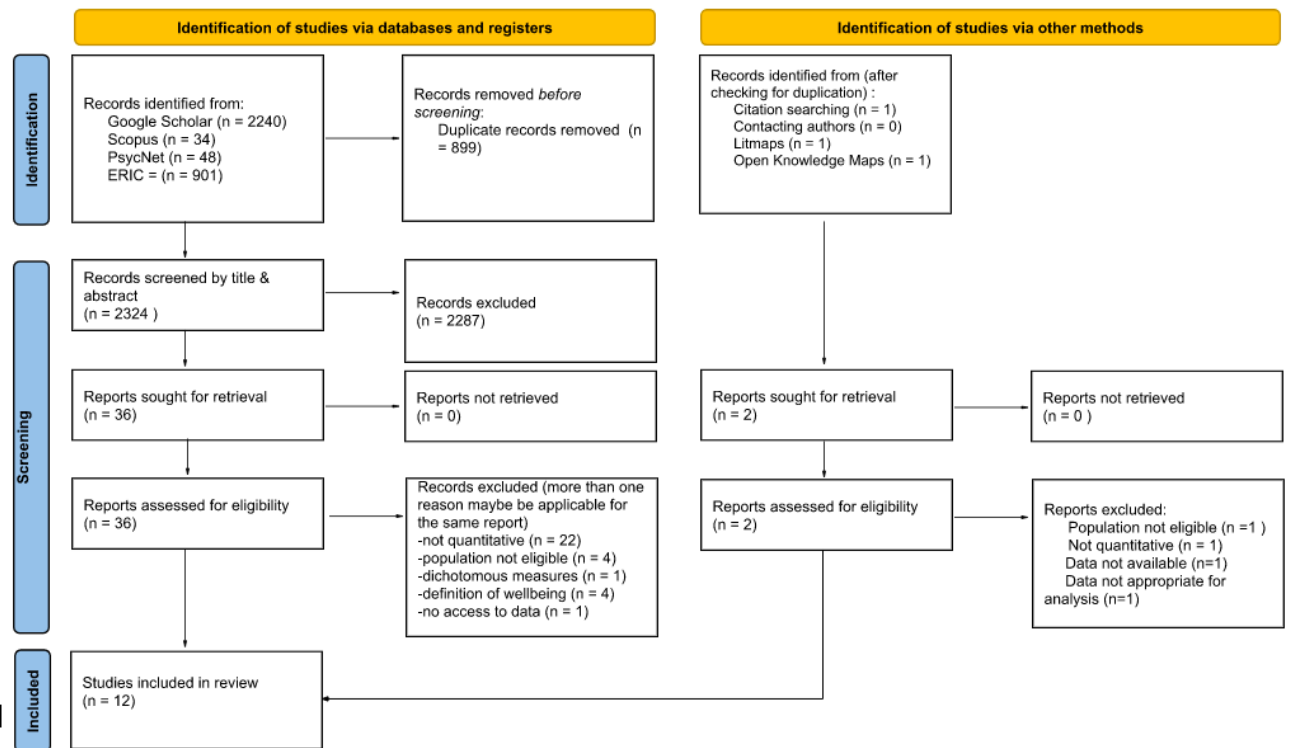 Identification of studies via databases and registers
Identification of studies via other methods
Identification
Records identified from:
Google Scholar (n = 2240)
Scopus (n = 34)
PsycNet (n = 48)
ERIC = (n = 901)
Records removed before
screening:
Duplicate records removed (n
= 899)
Records identified from (after
checking for duplication) :
Citation searching (n = 1)
Contacting authors (n = 0)
Litmaps (n = 1)
Open Knowledge Maps (n = 1)
Screening
Records screened by title &
abstract
(n = 2324 )
Records excluded
(n = 2287)
Reports sought for retrieval
(n = 36)
Reports not retrieved
(n = 0)
Reports sought for retrieval
(n = 2)
Reports not retrieved
(n = 0 )
Reports assessed for eligibility
(n = 36)
Records excluded (more than one
reason maybe be applicable for
the same report)
-not quantitative (n = 22)
-population not eligible (n = 4)
-dichotomous measures (n = 1)
-definition of wellbeing (n = 4)
-no access to data (n = 1)
Reports assessed for eligibility
(n = 2)
Reports excluded:
Population not eligible (n =1 )
Not quantitative (n = 1)
Data not available (n=1)
Data not appropriate for
analysis (n=1)
Included
Studies included in review
(n = 12)